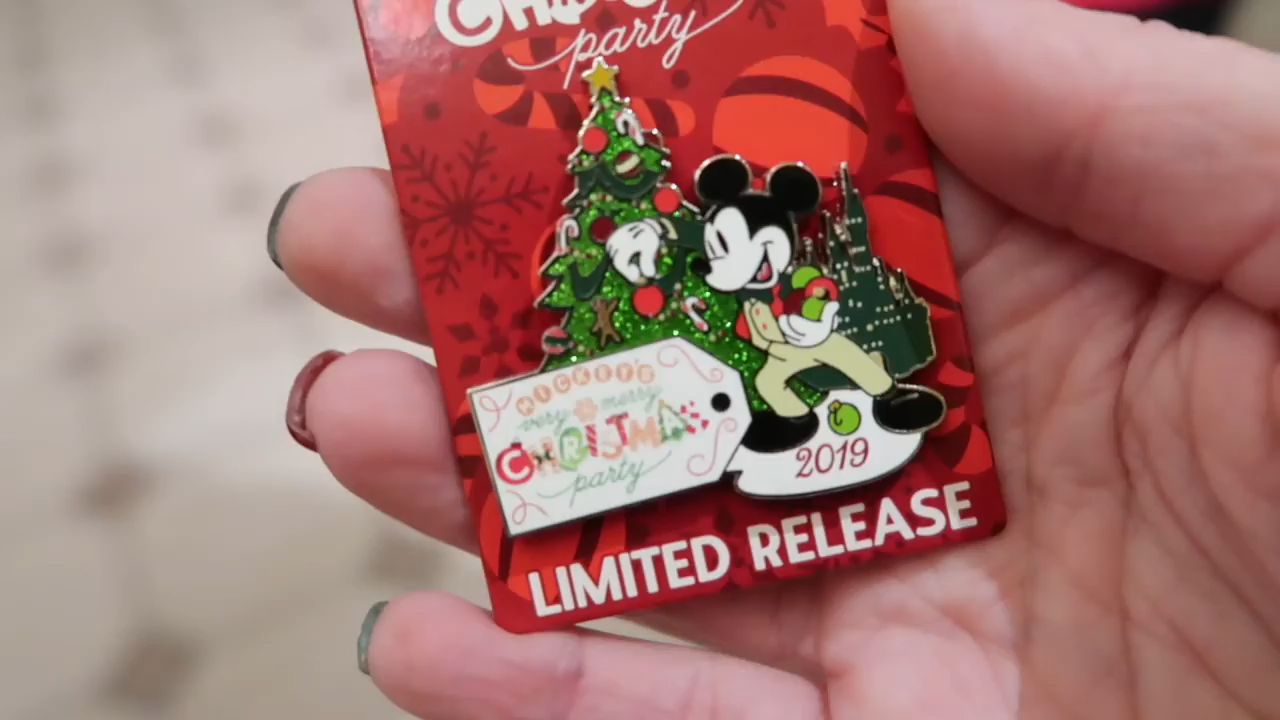 party
MICKEY'S
very merry
CHRISTMAS
party
2019
LIMITED RELEASE